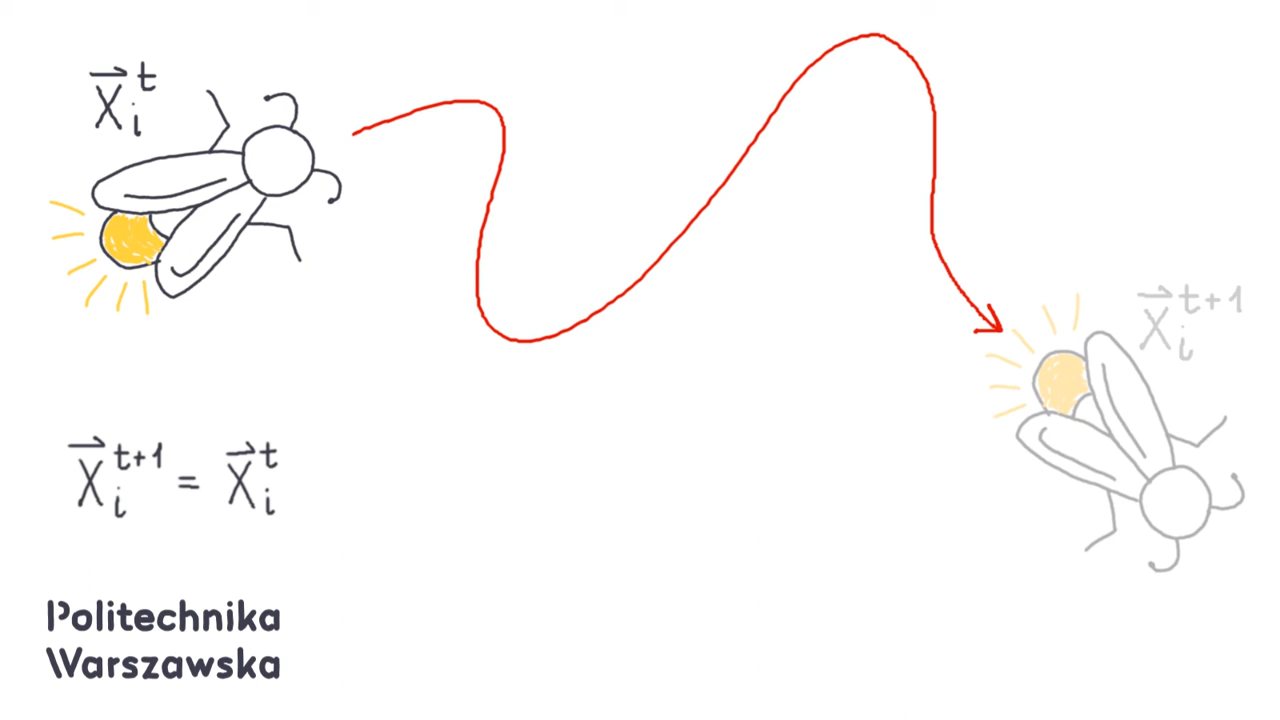 X⃗ᵢᵗ
X⃗ᵢᵗ⁺¹
X⃗ᵢᵗ⁺¹ = X⃗ᵢᵗ
Politechnika
Warszawska